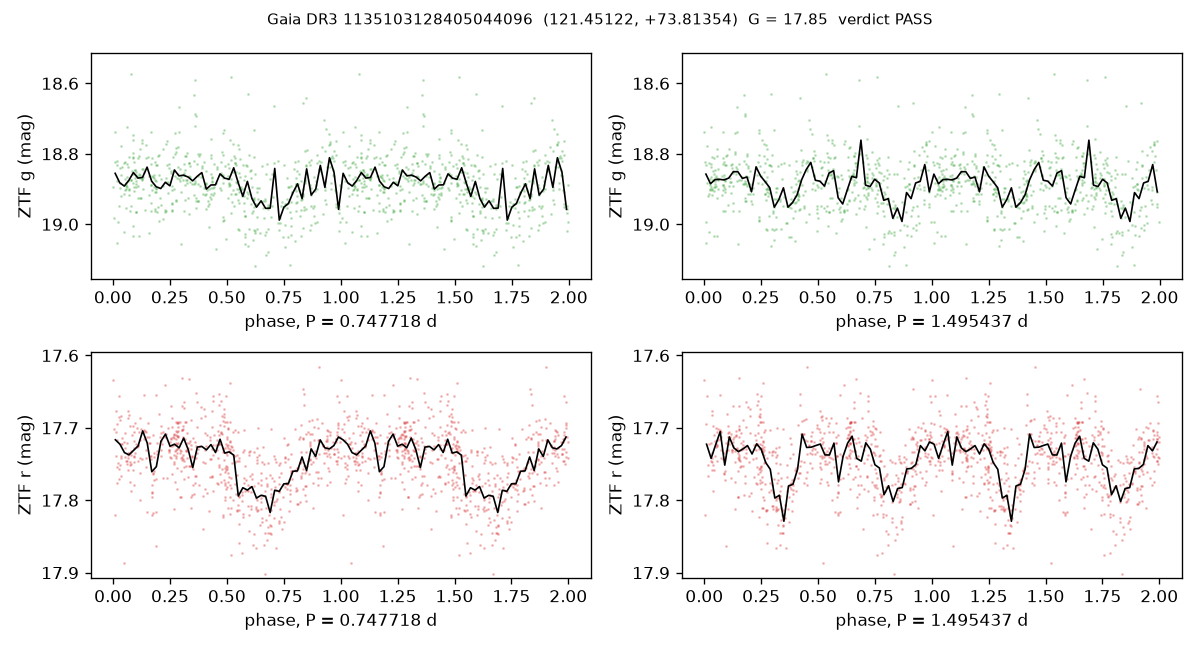 Gaia DR3 1135103128405044096  (121.45122, +73.81354)  G = 17.85  verdict PASS
ZTF g (mag)
18.6
18.8
19.0
0.00 0.25 0.50 0.75 1.00 1.25 1.50 1.75 2.00
phase, P = 0.747718 d
ZTF g (mag)
18.6
18.8
19.0
0.00 0.25 0.50 0.75 1.00 1.25 1.50 1.75 2.00
phase, P = 1.495437 d
ZTF r (mag)
17.6
17.7
17.8
17.9
0.00 0.25 0.50 0.75 1.00 1.25 1.50 1.75 2.00
phase, P = 0.747718 d
ZTF r (mag)
17.6
17.7
17.8
17.9
0.00 0.25 0.50 0.75 1.00 1.25 1.50 1.75 2.00
phase, P = 1.495437 d